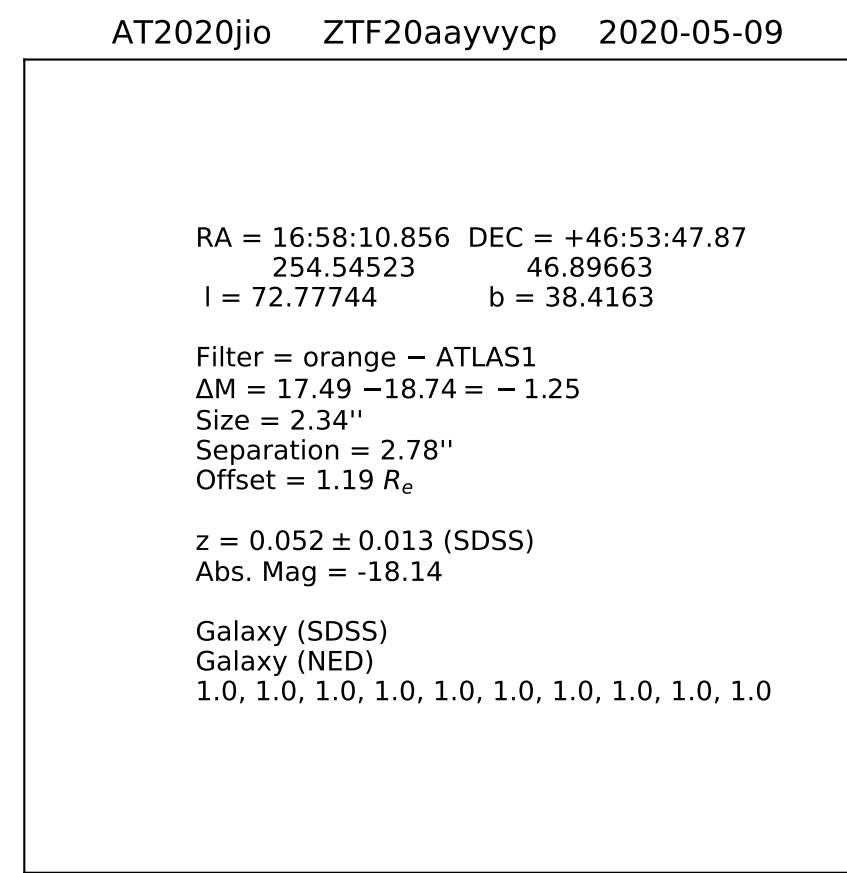 AT2020jio ZTF20aayvycp 2020-05-09
RA = 16:58:10.856 DEC = +46:53:47.87
254.54523 46.89663
l = 72.77744 b = 38.4163
Filter = orange − ATLAS1
ΔM = 17.49 −18.74 = − 1.25
Size = 2.34''
Separation = 2.78''
Offset = 1.19 Rₑ
z = 0.052 ± 0.013 (SDSS)
Abs. Mag = -18.14
Galaxy (SDSS)
Galaxy (NED)
1.0, 1.0, 1.0, 1.0, 1.0, 1.0, 1.0, 1.0, 1.0, 1.0